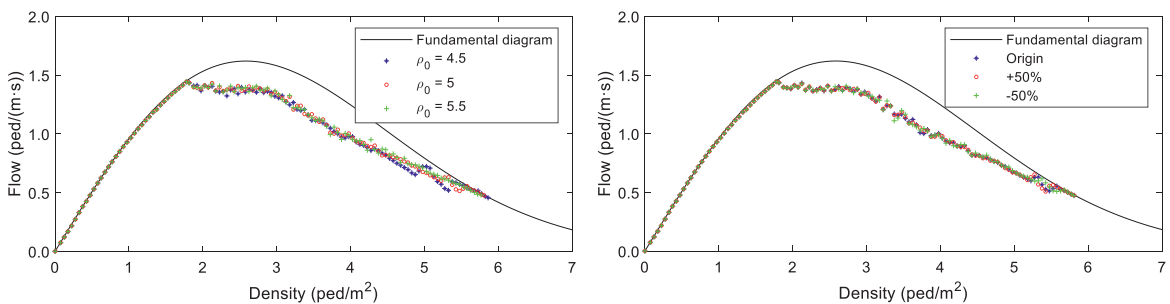 2.0
1.5
1.0
0.5
0.0
Flow (ped/(m·s))
0 1 2 3 4 5 6 7
Density (ped/m²)
Fundamental diagram
ρ₀ = 4.5
ρ₀ = 5
ρ₀ = 5.5
2.0
1.5
1.0
0.5
0.0
Flow (ped/(m·s))
0 1 2 3 4 5 6 7
Density (ped/m²)
Fundamental diagram
Origin
+50%
-50%